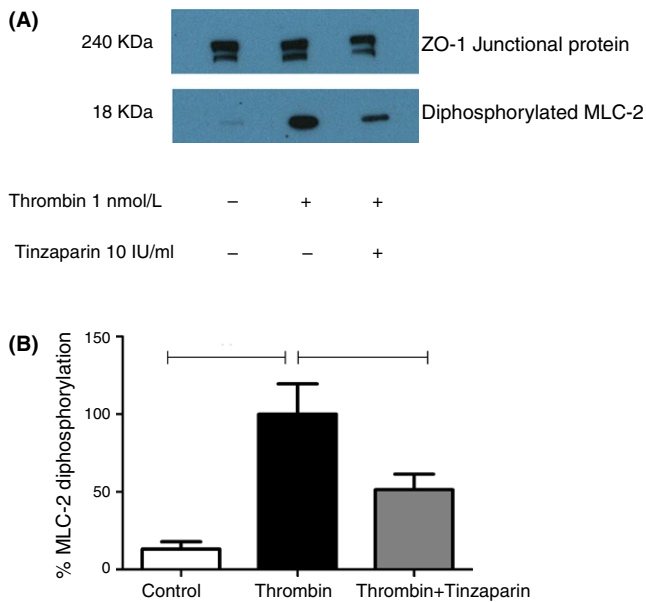 (A)
240 KDa ZO-1 Junctional protein
18 KDa Diphosphorylated MLC-2
Thrombin 1 nmol/L – + +
Tinzaparin 10 IU/ml – – +
(B)
% MLC-2 diphosphorylation
150
100
50
0
Control Thrombin Thrombin+Tinzaparin